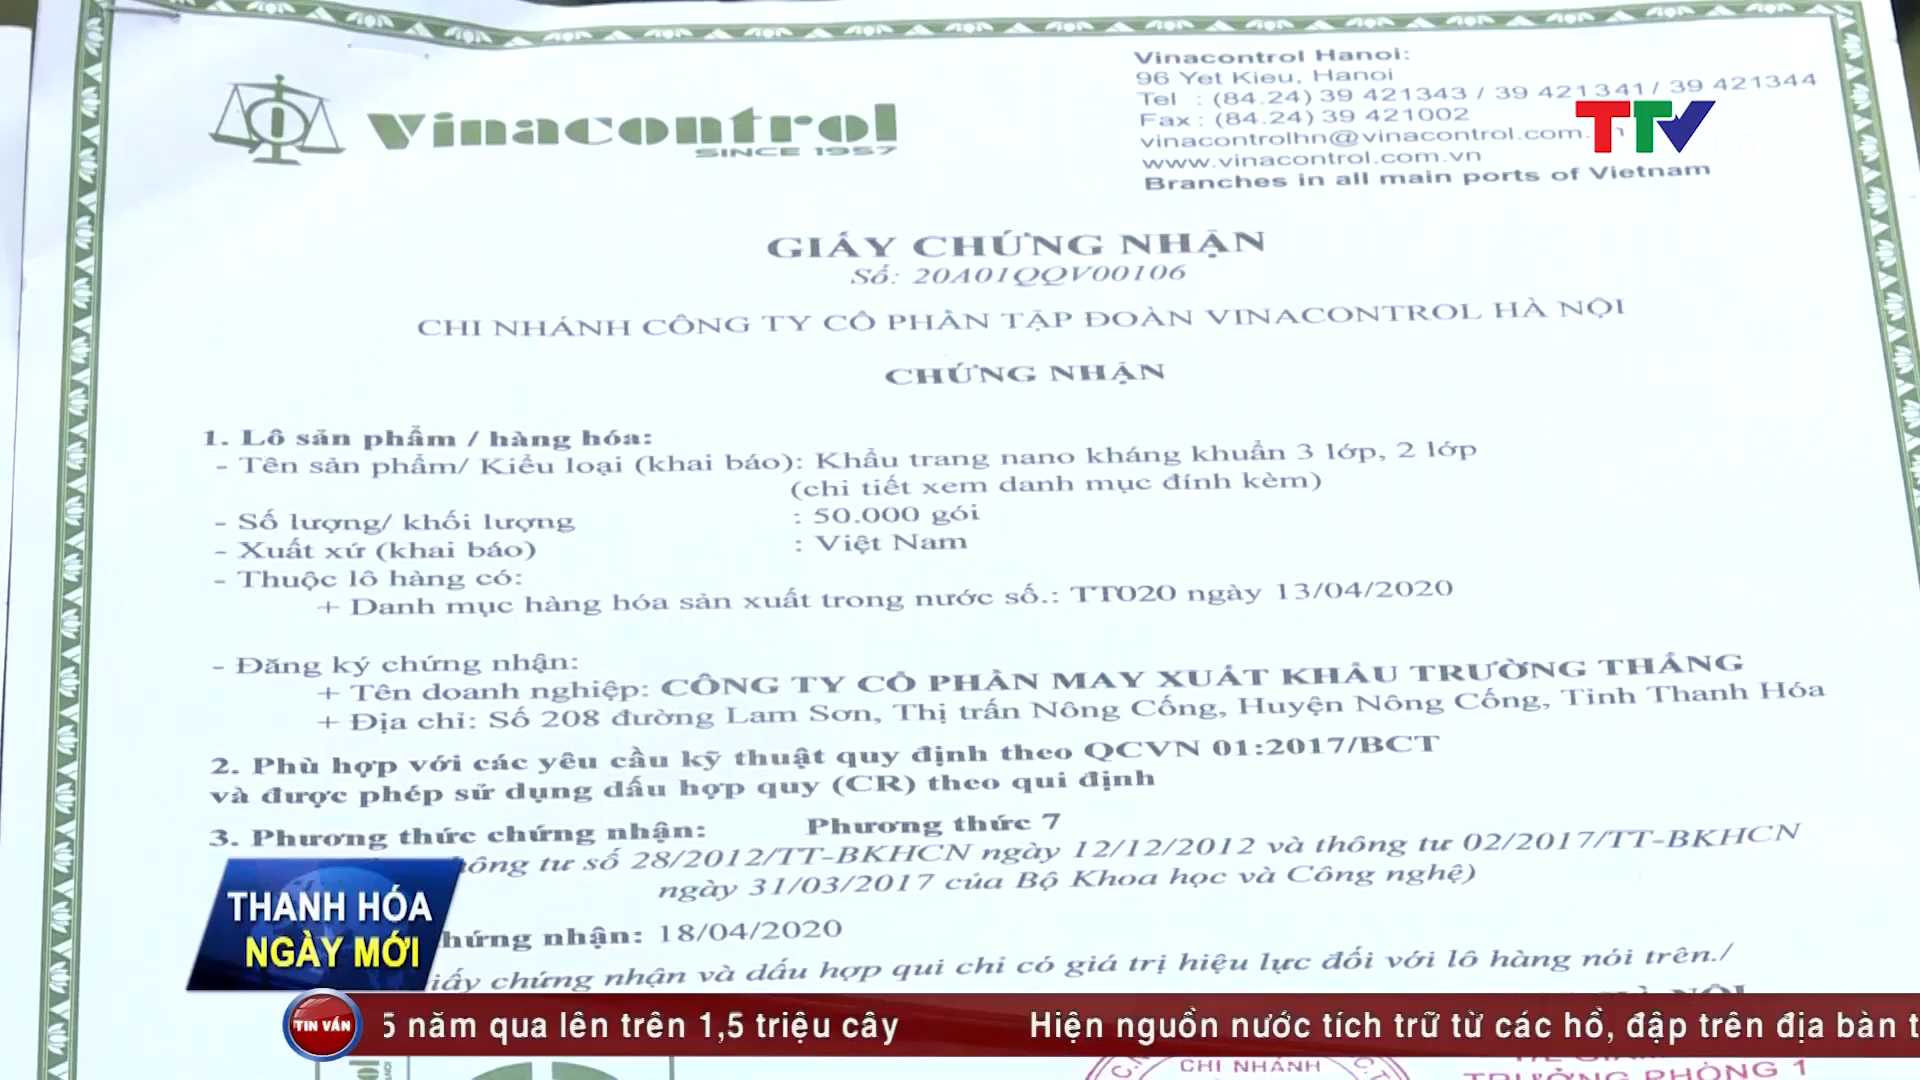 Vinacontrol
SINCE 1957
Vinacontrol Hanoi:
96 Yet Kieu, Hanoi
Tel : (84.24) 39 421343 / 39 421341/ 39 421344
Fax : (84.24) 39 421002
vinacontrolhn@vinacontrol.com.
www.vinacontrol.com.vn
Branches in all main ports of Vietnam
TTV
GIẤY CHỨNG NHẬN
Số: 20A01QQV00106
CHI NHÁNH CÔNG TY CỔ PHẦN TẬP ĐOÀN VINACONTROL HÀ NỘI
CHỨNG NHẬN
1. Lô sản phẩm / hàng hóa:
- Tên sản phẩm/ Kiểu loại (khai báo): Khẩu trang nano kháng khuẩn 3 lớp, 2 lớp
(chi tiết xem danh mục đính kèm)
- Số lượng/ khối lượng : 50.000 gói
- Xuất xứ (khai báo) : Việt Nam
- Thuộc lô hàng có:
+ Danh mục hàng hóa sản xuất trong nước số.: TT020 ngày 13/04/2020
- Đăng ký chứng nhận:
+ Tên doanh nghiệp: CÔNG TY CỔ PHẦN MAY XUẤT KHẨU TRƯỜNG THẮNG
+ Địa chỉ: Số 208 đường Lam Sơn, Thị trấn Nông Cống, Huyện Nông Cống, Tỉnh Thanh Hóa
2. Phù hợp với các yêu cầu kỹ thuật quy định theo QCVN 01:2017/BCT
và được phép sử dụng dấu hợp quy (CR) theo qui định
3. Phương thức chứng nhận: Phương thức 7
hông tư số 28/2012/TT-BKHCN ngày 12/12/2012 và thông tư 02/2017/TT-BKHCN
ngày 31/03/2017 của Bộ Khoa học và Công nghệ)
hứng nhận: 18/04/2020
iấy chứng nhận và dấu hợp qui chỉ có giá trị hiệu lực đối với lô hàng nói trên./
THANH HÓA
NGÀY MỚI
TIN VẮN
5 năm qua lên trên 1,5 triệu cây Hiện nguồn nước tích trữ từ các hồ, đập trên địa bàn t
CHI NHÁNH
TRƯỞNG PHÒNG 1